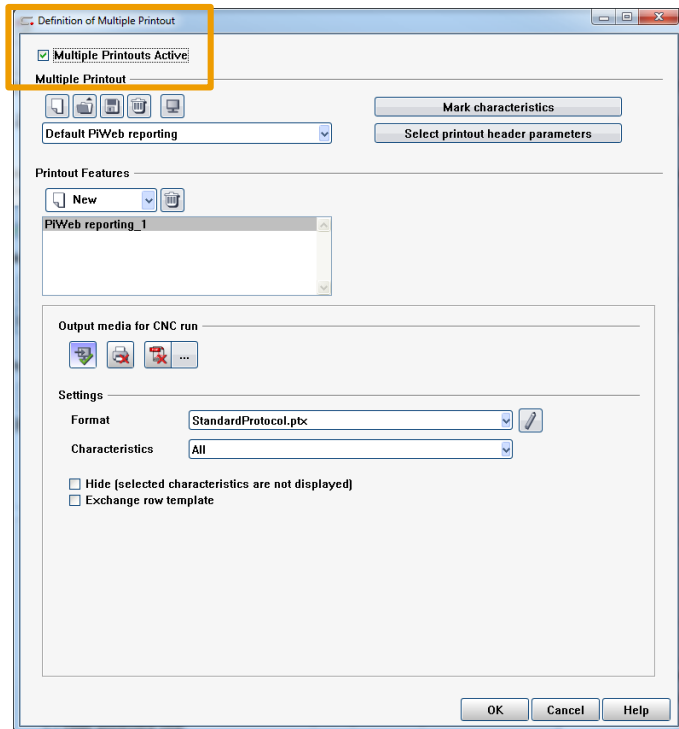 Definition of Multiple Printout
Multiple Printouts Active
Multiple Printout
Mark characteristics
Default PiWeb reporting
Select printout header parameters
Printout Features
New
PiWeb reporting_1
Output media for CNC run
...
Settings
Format
StandardProtocol.ptx
Characteristics
All
Hide (selected characteristics are not displayed)
Exchange row template
OK
Cancel
Help